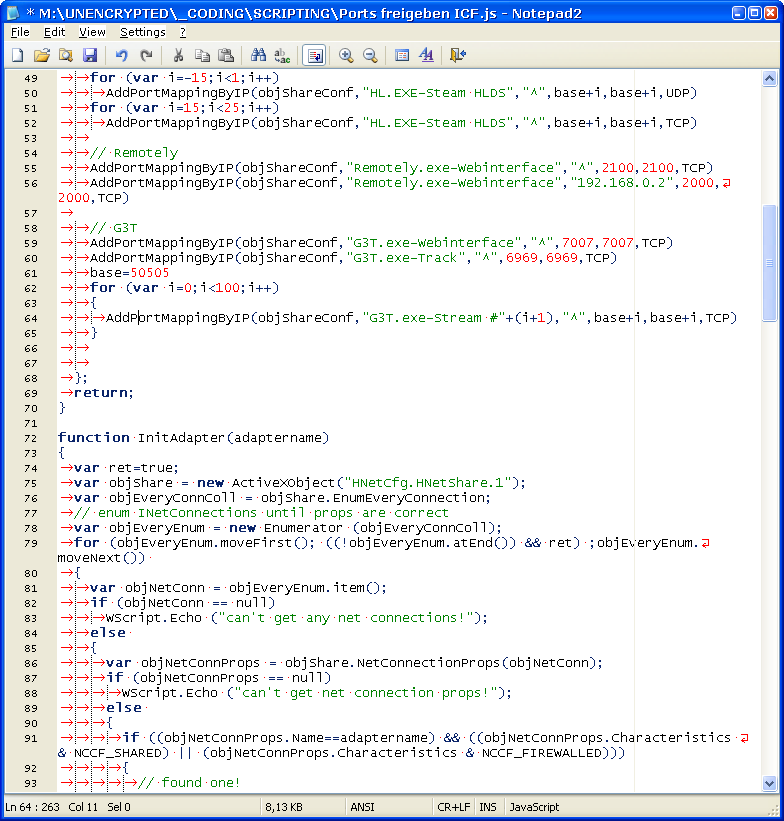 * M:\UNENCRYPTED\_CODING\SCRIPTING\Ports freigeben ICF.js - Notepad2
File Edit View Settings ?
49 for (var i=-15;i<1;i++)
50 AddPortMappingByIP(objShareConf,"HL.EXE-Steam HLDS","^",base+i,base+i,UDP)
51 for (var i=15;i<25;i++)
52 AddPortMappingByIP(objShareConf,"HL.EXE-Steam HLDS","^",base+i,base+i,TCP)
53
54 // Remotely
55 AddPortMappingByIP(objShareConf,"Remotely.exe-Webinterface","^",2100,2100,TCP)
56 AddPortMappingByIP(objShareConf,"Remotely.exe-Webinterface","192.168.0.2",2000,
2000,TCP)
57
58 // G3T
59 AddPortMappingByIP(objShareConf,"G3T.exe-Webinterface","^",7007,7007,TCP)
60 AddPortMappingByIP(objShareConf,"G3T.exe-Track","^",6969,6969,TCP)
61 base=50505
62 for (var i=0;i<100;i++)
63 {
64 AddPortMappingByIP(objShareConf,"G3T.exe-Stream #"+(i+1),"^",base+i,base+i,TCP)
65 }
66
67
68 };
69 return;
70 }
71
72 function InitAdapter(adaptername)
73 {
74 var ret=true;
75 var objShare = new ActiveXObject("HNetCfg.HNetShare.1");
76 var objEveryConnColl = objShare.EnumEveryConnection;
77 // enum INetConnections until props are correct
78 var objEveryEnum = new Enumerator (objEveryConnColl);
79 for (objEveryEnum.moveFirst(); ((!objEveryEnum.atEnd()) && ret) ;objEveryEnum.
moveNext())
80 {
81 var objNetConn = objEveryEnum.item();
82 if (objNetConn == null)
83 WScript.Echo ("can't get any net connections!");
84 else
85 {
86 var objNetConnProps = objShare.NetConnectionProps(objNetConn);
87 if (objNetConnProps == null)
88 WScript.Echo ("can't get net connection props!");
89 else
90 {
91 if ((objNetConnProps.Name==adaptername) && ((objNetConnProps.Characteristics
& NCCF_SHARED) || (objNetConnProps.Characteristics & NCCF_FIREWALLED)))
92 {
93 // found one!
Ln 64 : 263 Col 11 Sel 0 8,13 KB ANSI CR+LF INS JavaScript